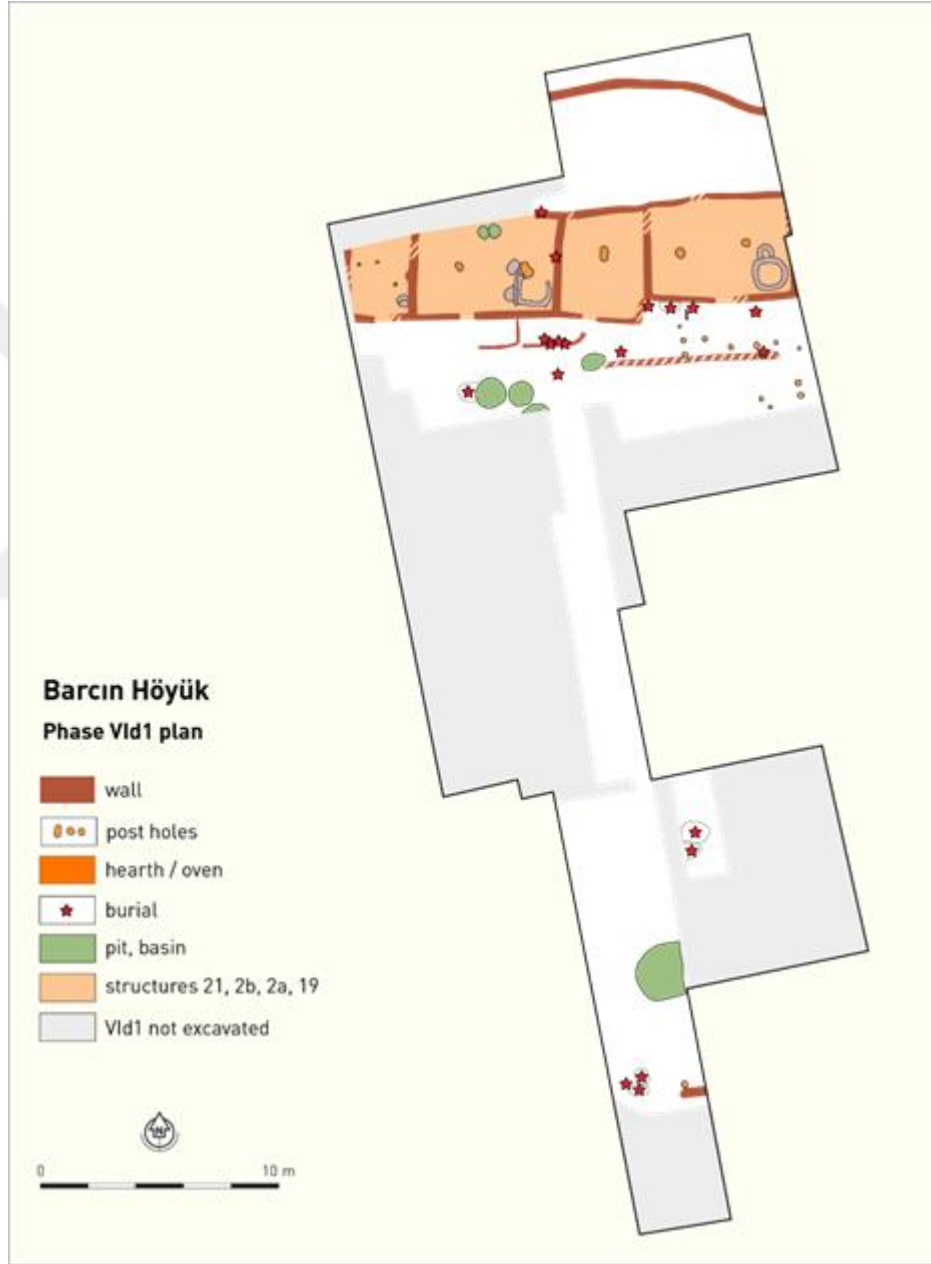 Barcın Höyük
Phase VId1 plan
wall
post holes
hearth / oven
burial
pit, basin
structures 21, 2b, 2a, 19
VId1 not excavated
N
0 10 m